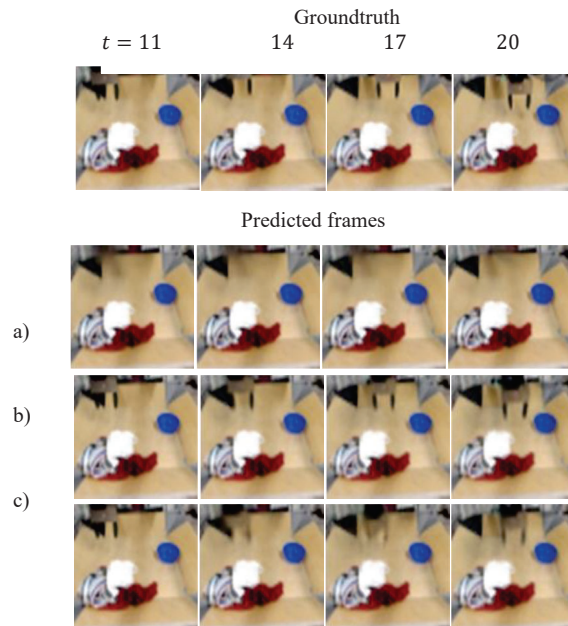 Groundtruth
t = 11 14 17 20
Predicted frames
a)
b)
c)